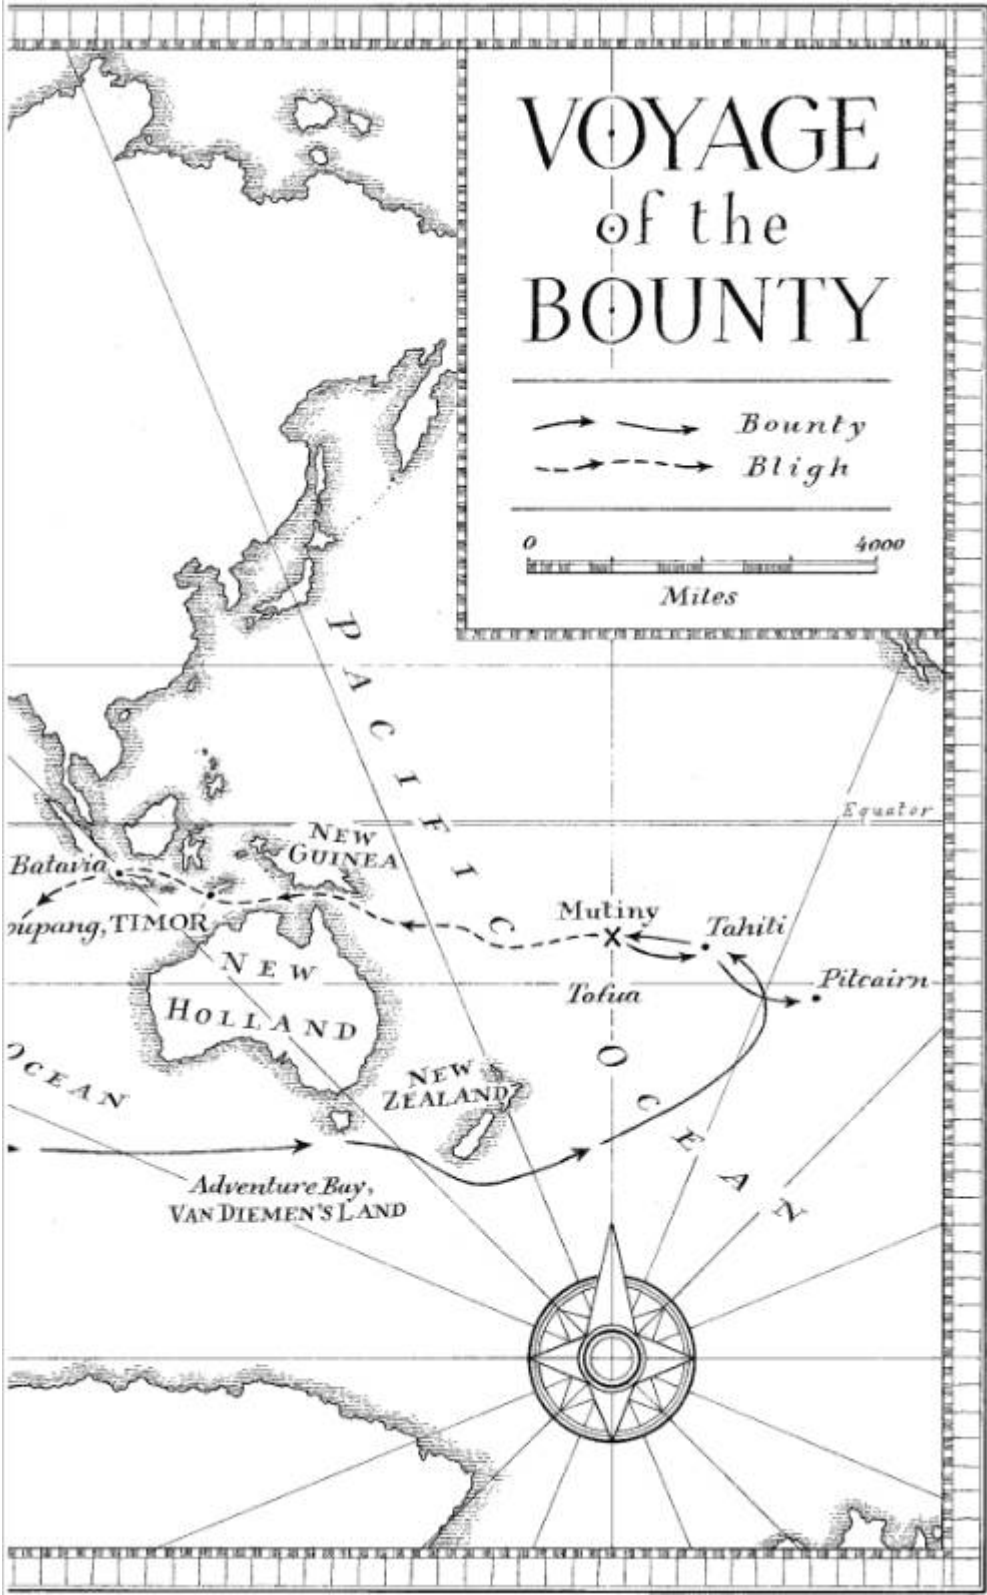 VOYAGE
of the
BOUNTY
Bounty
Bligh
0 4000
Miles
PACIFIC
Equator
NEW
GUINEA
Batavia
oupang, TIMOR
Mutiny
Tahiti
NEW
HOLLAND
Tofua
Pitcairn
OCEAN
NEW
ZEALAND
OCEAN
Adventure Bay,
VAN DIEMEN'S LAND